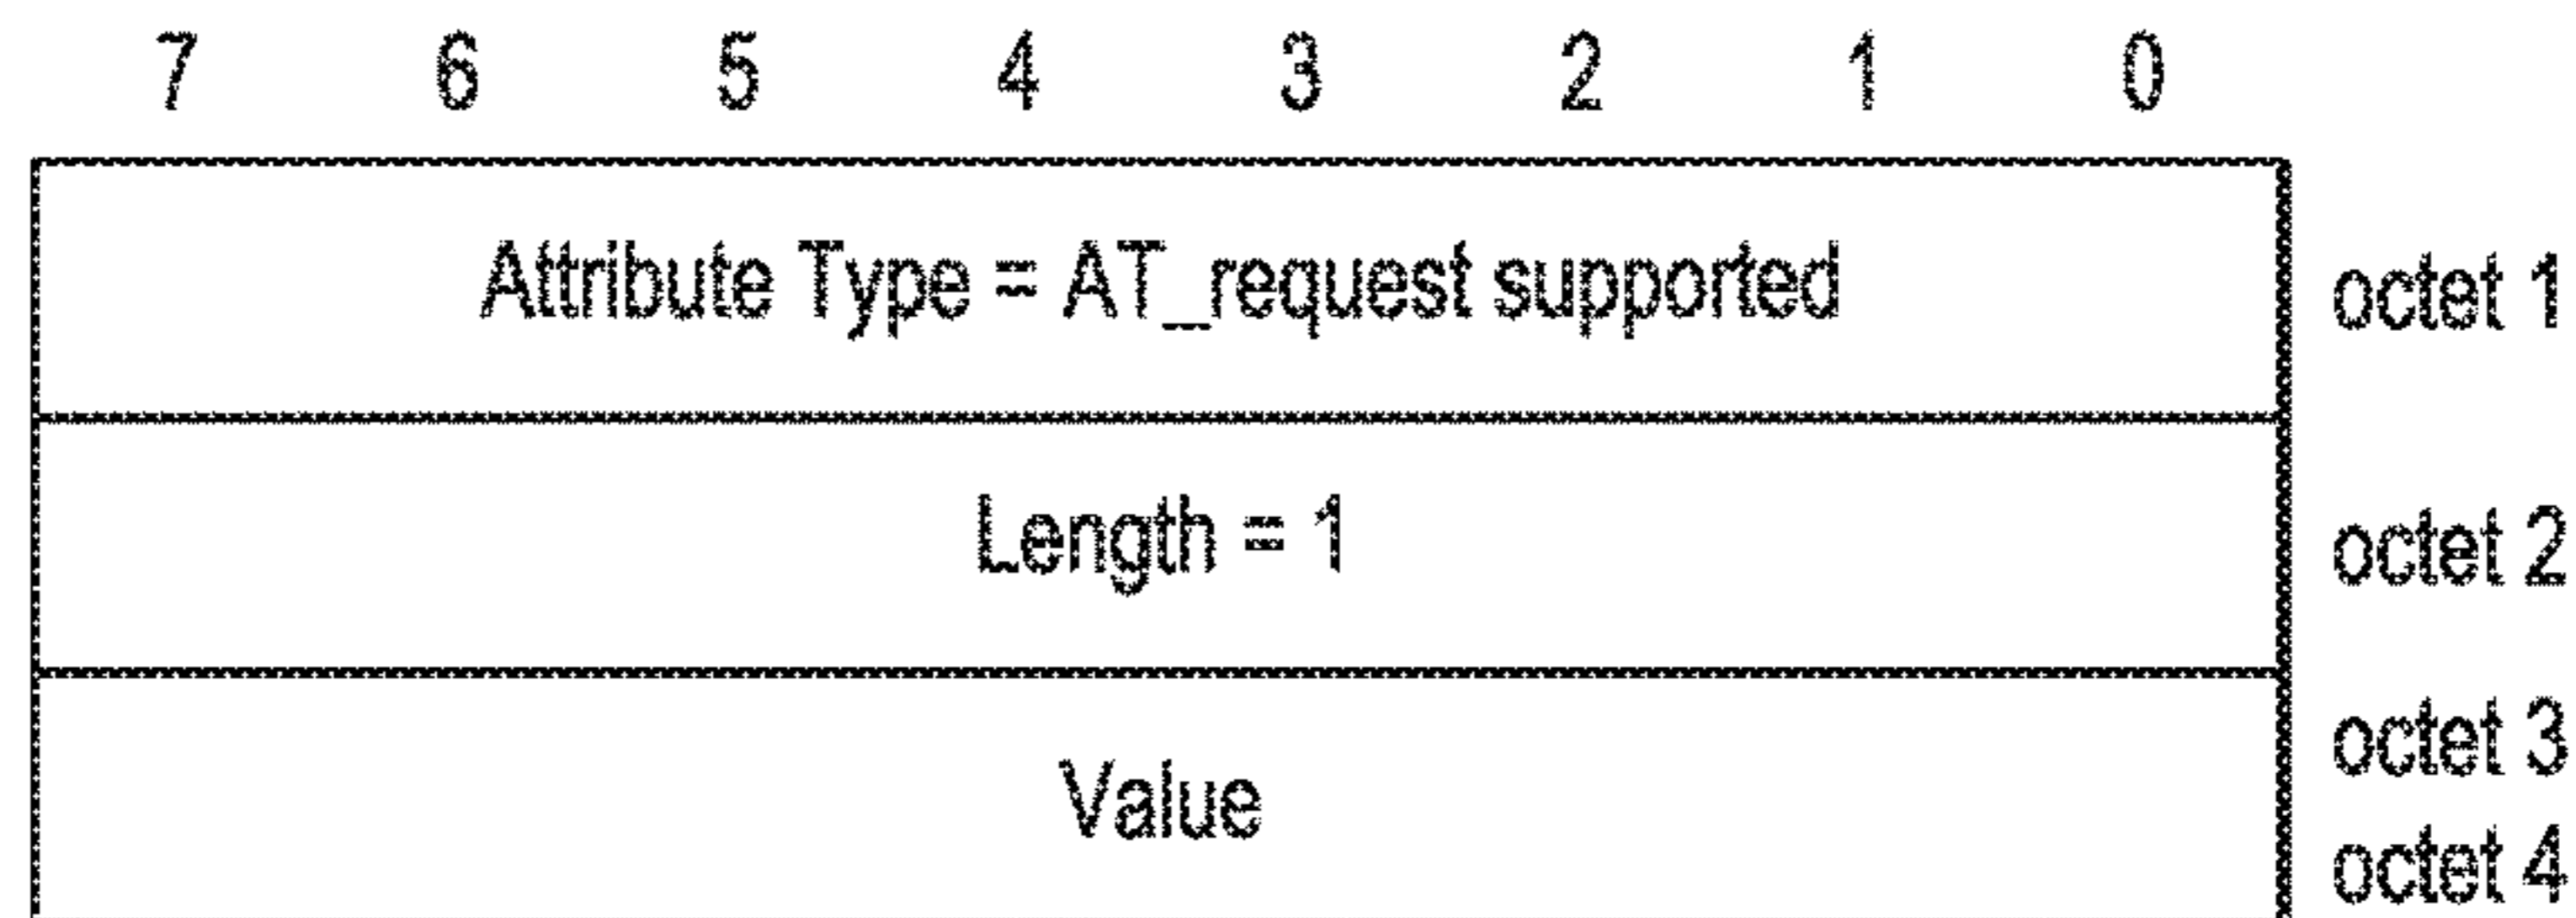 7 6 5 4 3 2 1 0
Attribute Type = AT_request supported octet 1
Length = 1 octet 2
octet 3
Value
octet 4